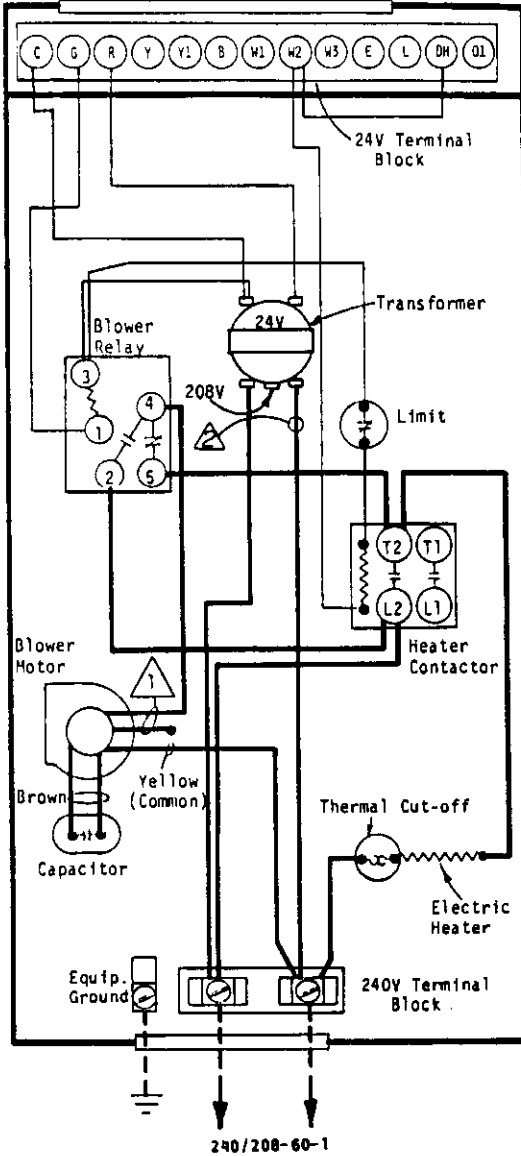 C G R Y Y1 B W1 W2 W3 E L DH O1
24V Terminal
Block
Transformer
24V
Blower
Relay
3
4
208V
2
Limit
1
2
5
T2 T1
L2 L1
Blower
Motor
1
Heater
Contactor
Yellow
(Common)
Brown
Thermal Cut-off
Capacitor
Electric
Heater
Equip.
Ground
240V Terminal
Block
240/208-60-1